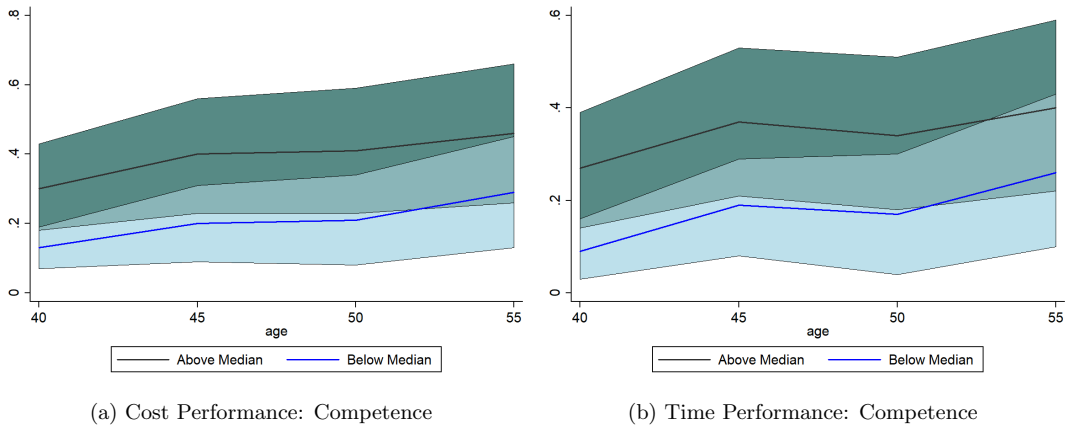 .8
.6
.4
.2
0
40 45 50 55
age
Above Median Below Median
(a) Cost Performance: Competence
.6
.4
.2
0
40 45 50 55
age
Above Median Below Median
(b) Time Performance: Competence